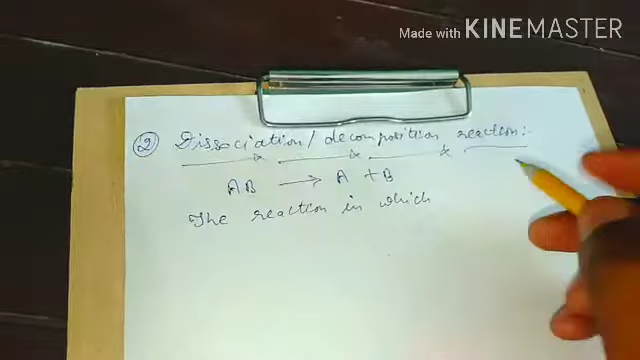 Made with KINEMASTER
② Dissociation/decomposition reaction:-
AB → A + B
The reaction in which